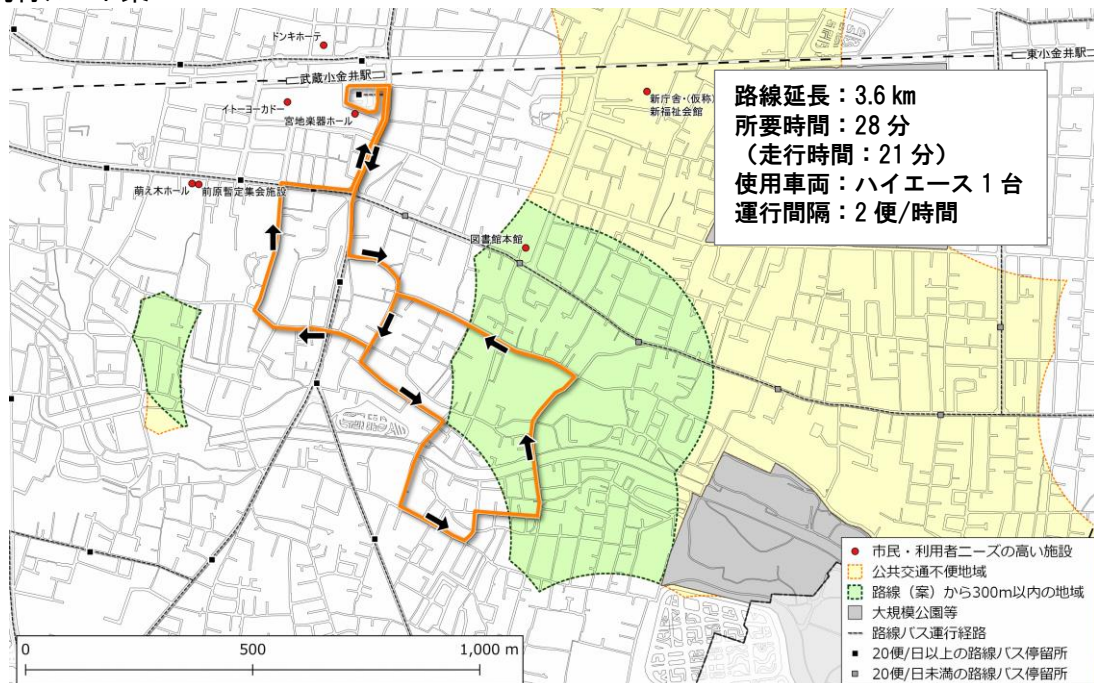 ドンキホーテ
武蔵小金井駅
東小金井駅
イトーヨーカドー
宮地楽器ホール
新庁舎・(仮称)
新福祉会館
路線延長：3.6 km
所要時間：28 分
（走行時間：21 分）
使用車両：ハイエース 1 台
運行間隔：2 便/時間
萌え木ホール
前原暫定集会施設
図書館本館
市民・利用者ニーズの高い施設
公共交通不便地域
路線（案）から300m以内の地域
大規模公園等
路線バス運行経路
20便/日以上の路線バス停留所
20便/日未満の路線バス停留所
0 500 1,000 m